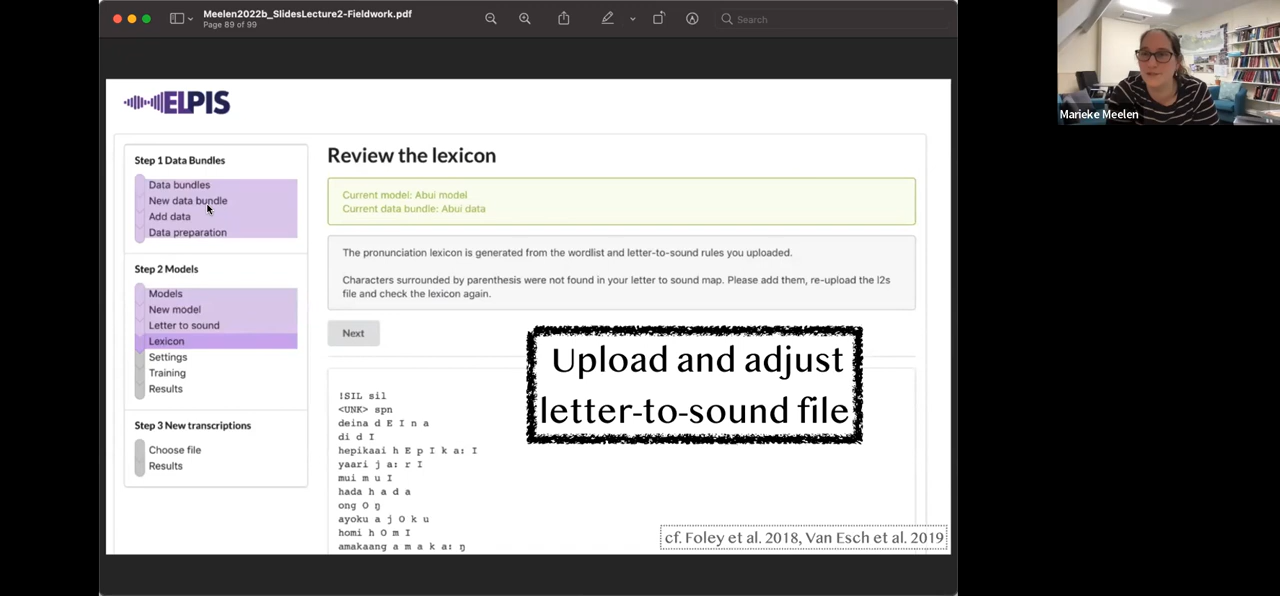 Meelen2022b_SlidesLecture2-Fieldwork.pdf
Page 89 of 99
Search
Marieke Meelen
ELPIS
Step 1 Data Bundles
Data bundles
New data bundle
Add data
Data preparation
Step 2 Models
Models
New model
Letter to sound
Lexicon
Settings
Training
Results
Step 3 New transcriptions
Choose file
Results
Review the lexicon
Current model: Abui model
Current data bundle: Abui data
The pronunciation lexicon is generated from the wordlist and letter-to-sound rules you uploaded.
Characters surrounded by parenthesis were not found in your letter to sound map. Please add them, re-upload the l2s
file and check the lexicon again.
Next
Upload and adjust
letter-to-sound file
!SIL sil
<UNK> spn
deina d E I n a
di d I
hepikaai h E p I k a: I
yaari j a: r I
mui m u I
hada h a d a
ong O ŋ
ayoku a j O k u
homi h O m I
amakaang a m a k a: ŋ
cf. Foley et al. 2018, Van Esch et al. 2019